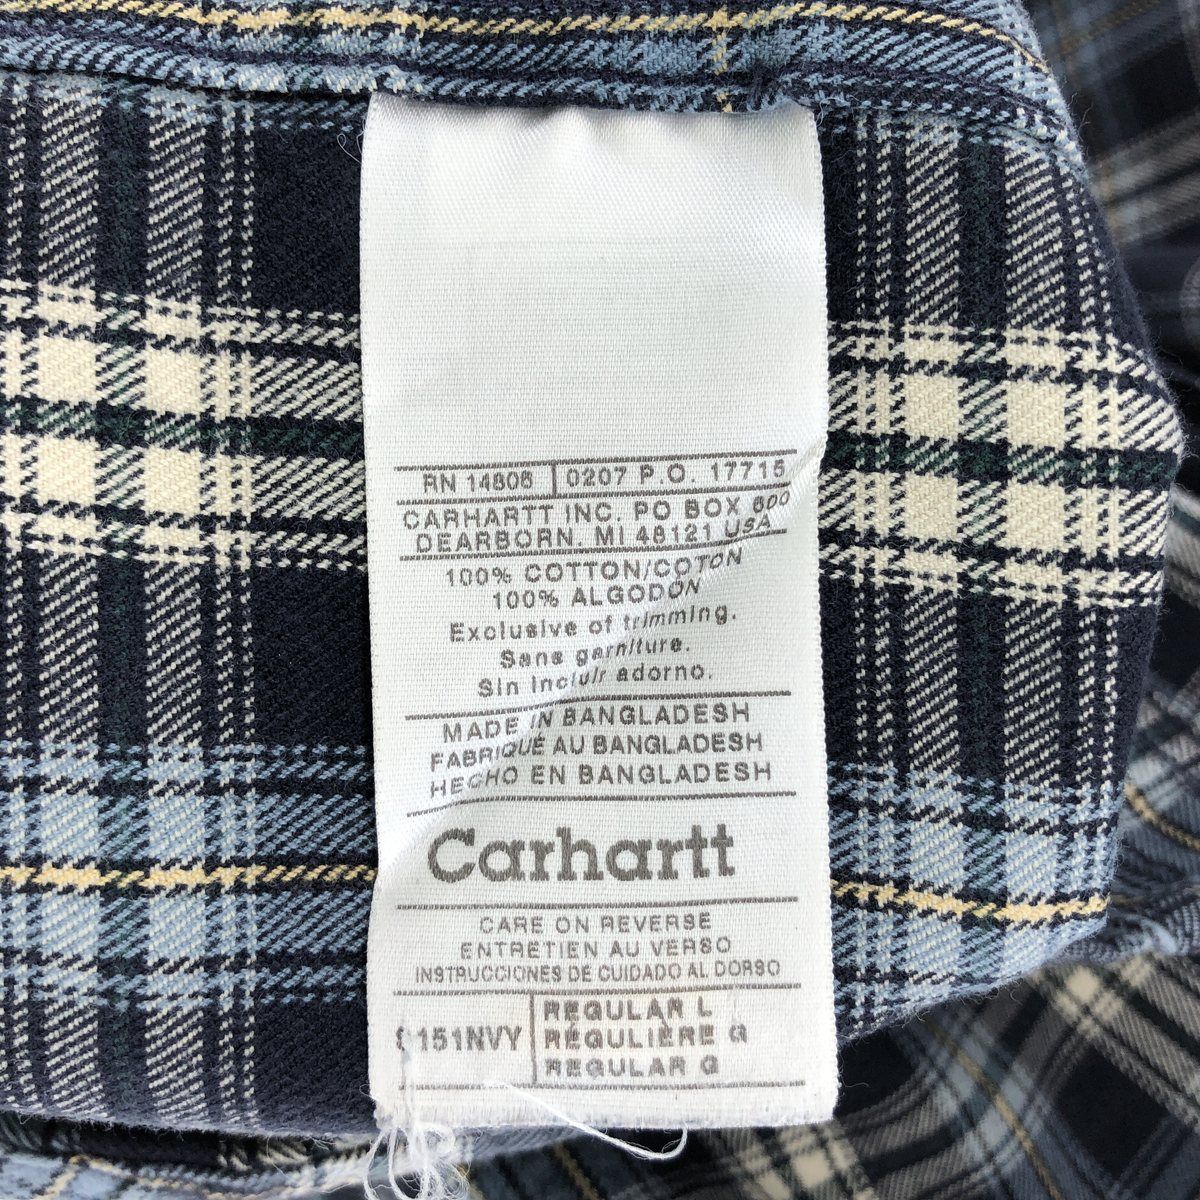 RN 14806 0207 P.O. 17715
CARHARTT INC. PO BOX 600
DEARBORN, MI 48121 USA
100% COTTON/COTON
100% ALGODÓN
Exclusive of trimming.
Sans garniture.
Sin incluir adorno.
MADE IN BANGLADESH
FABRIQUÉ AU BANGLADESH
HECHO EN BANGLADESH
Carhartt
CARE ON REVERSE
ENTRETIEN AU VERSO
INSTRUCCIONES DE CUIDADO AL DORSO
S151NVY
REGULAR L
RÉGULIÈRE G
REGULAR G